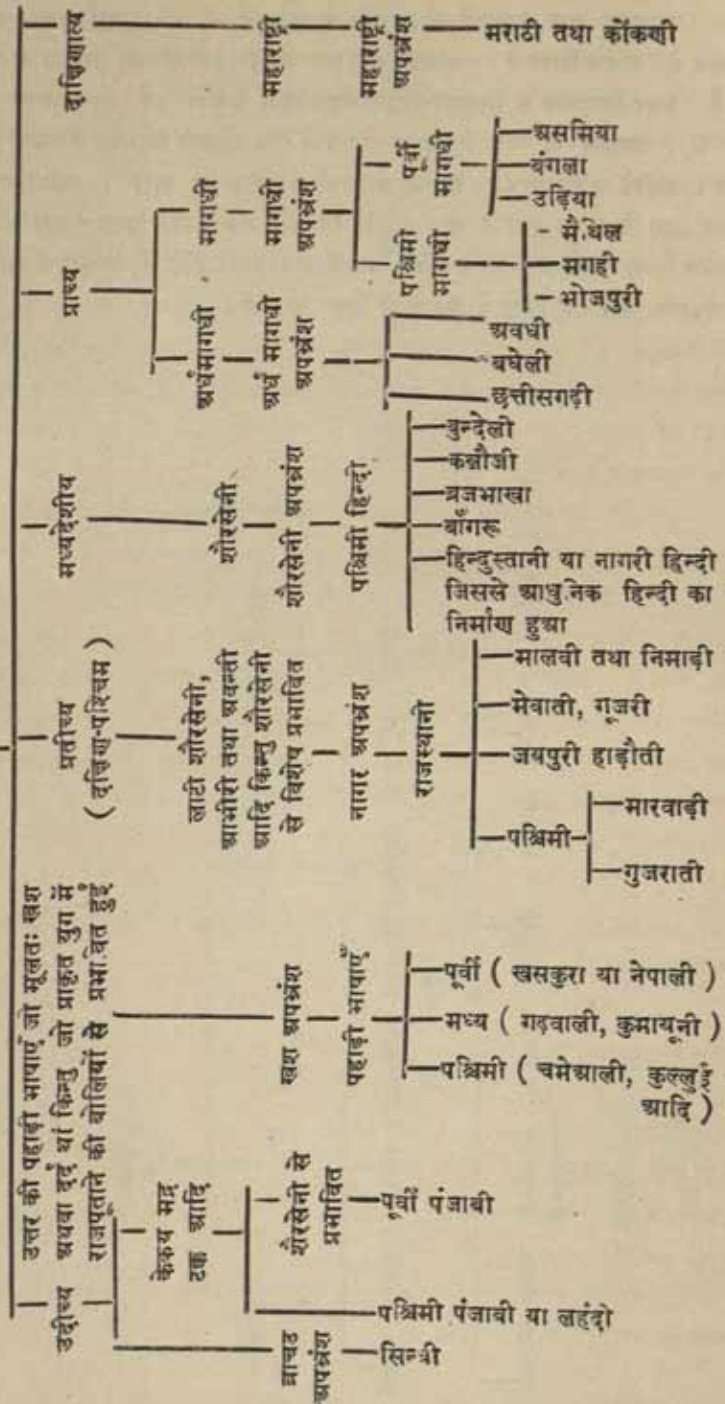 दाक्षिणात्य
महाराष्ट्री
महाराष्ट्री
अपभ्रंश
मराठी तथा कोंकणी
प्राच्य
मागधी
मागधी
अपभ्रंश
पूर्वी
मागधी
असमिया
बंगला
उड़िया
पश्चिमी
मागधी
मैथिल
मगही
भोजपुरी
अर्धमागधी
अर्ध मागधी
अपभ्रंश
अवधी
बघेली
छत्तीसगढ़ी
मध्यदेशीय
शौरसेनी
शौरसेनी अपभ्रंश
पश्चिमी हिन्दी
बुन्देली
कन्नौजी
ब्रजभाखा
बाँगरू
हिन्दुस्तानी या नागरी हिन्दी
जिससे आधुनिक हिन्दी का
निर्माण हुआ
प्रतीच्य
( दक्षिण-पश्चिम )
लाटी शौरसेनी,
आभीरी तथा अवन्ती
आदि किन्तु शौरसेनी
से विशेष प्रभावित
नागर अपभ्रंश
राजस्थानी
मालवी तथा निमाड़ी
मेवाती, गूजरी
जयपुरी हाड़ौती
पश्चिमी
मारवाड़ी
गुजराती
उत्तर की पहाड़ी भाषाएँ जो मूलतः खश
अथवा दुर्द थीं किन्तु जो प्राकृत युग में
राजपूताने की बोलियों से प्रभावित हुईं
खश अपभ्रंश
पहाड़ी भाषाएँ
पूर्वी ( खसकुरा या नेपाली )
मध्य ( गढ़वाली, कुमायूनी )
पश्चिमी ( चमेआली, कुल्लुई
आदि )
उदीच्य
केकय मद्र
टक्क आदि
शौरसेनी से
प्रभावित
पूर्वी पंजाबी
पश्चिमी पंजाबी या लहंदो
ब्राचड
अपभ्रंश
सिन्धी